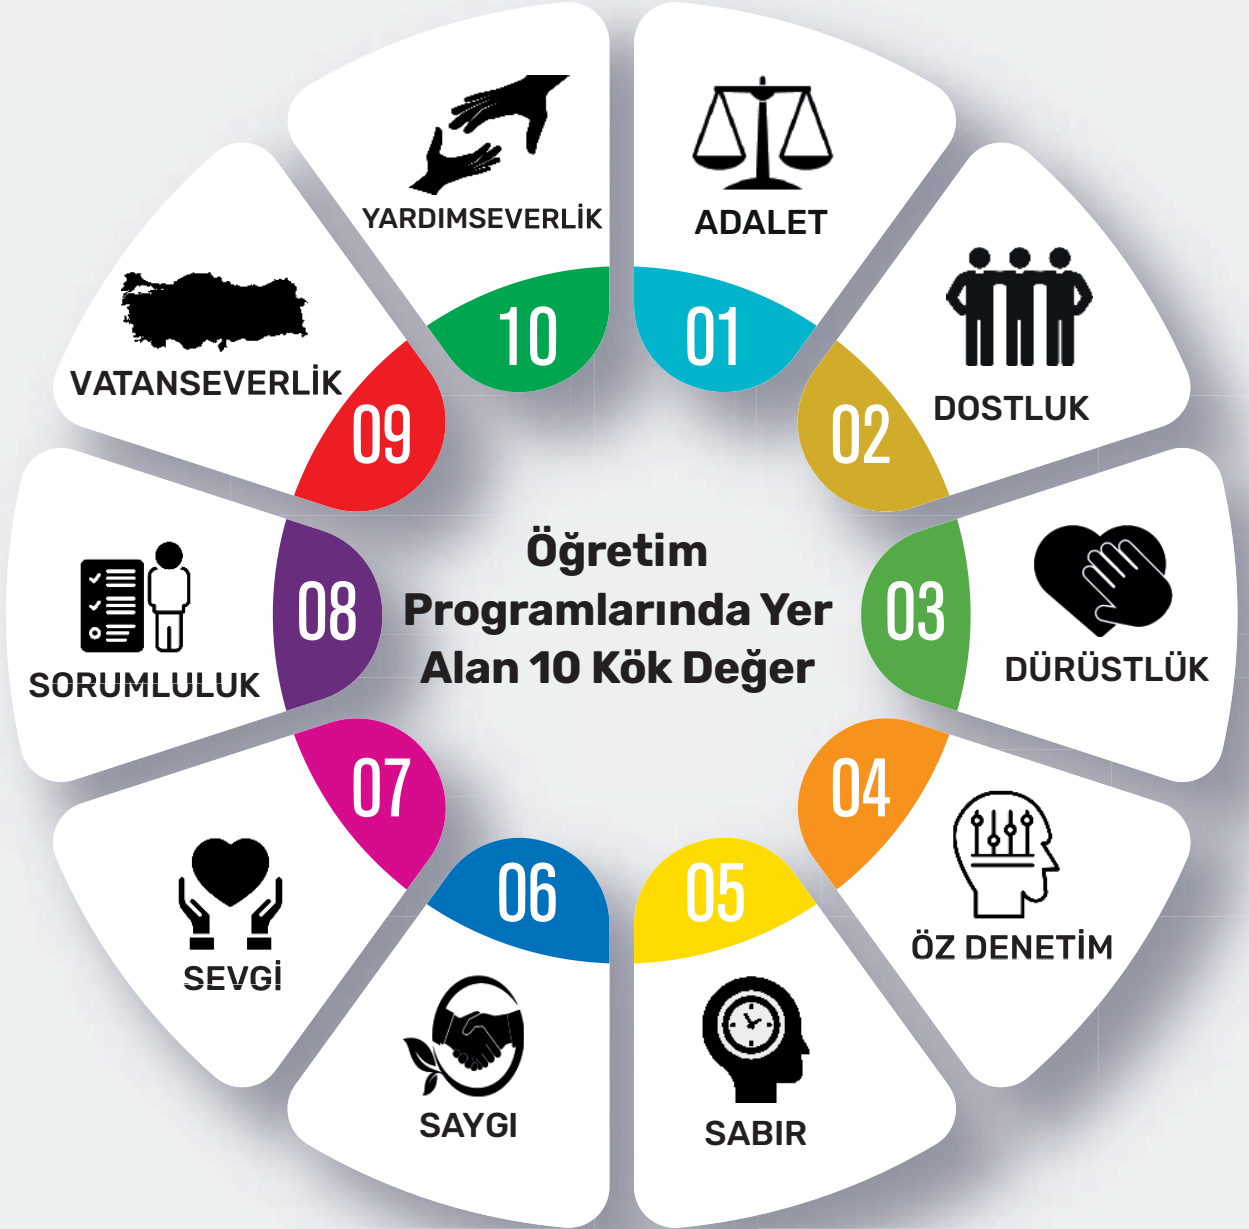 Öğretim
Programlarında Yer
Alan 10 Kök Değer
01
ADALET
02
DOSTLUK
03
DÜRÜSTLÜK
04
ÖZ DENETİM
05
SABIR
06
SAYGI
07
SEVGİ
08
SORUMLULUK
09
VATANSEVERLİK
10
YARDIMSEVERLİK